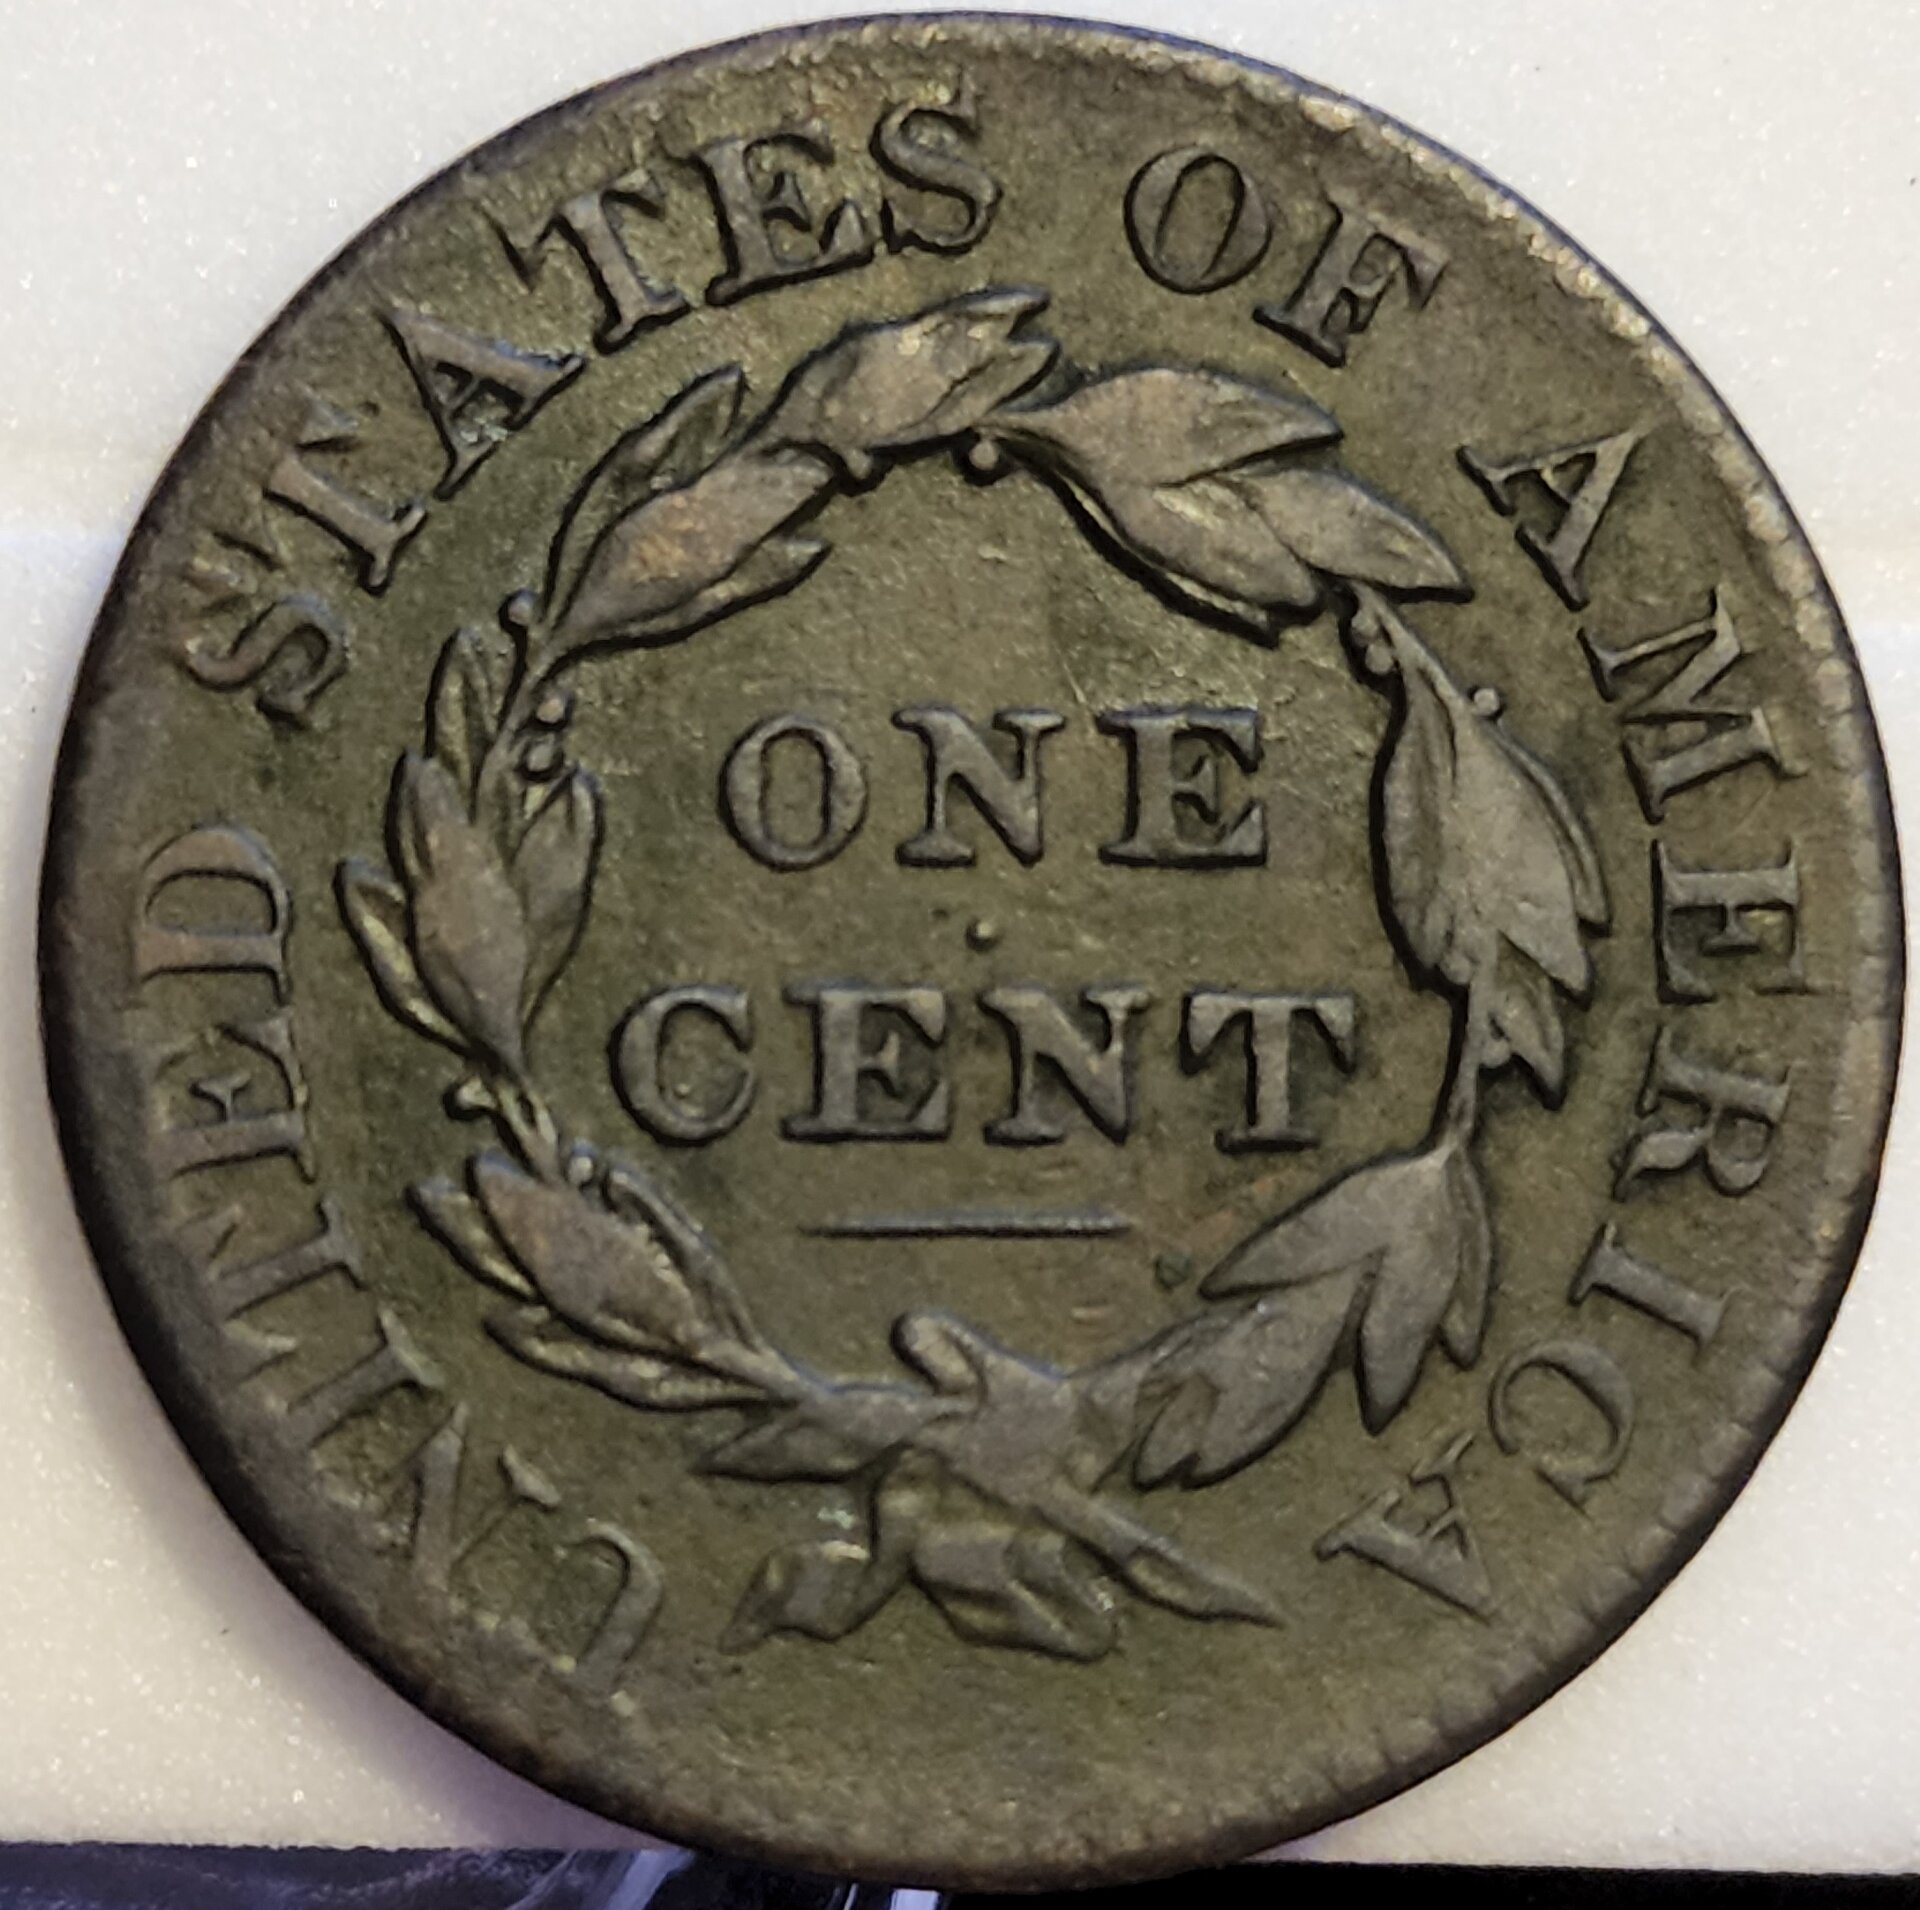 UNITED STATES OF AMERICA
ONE
CENT